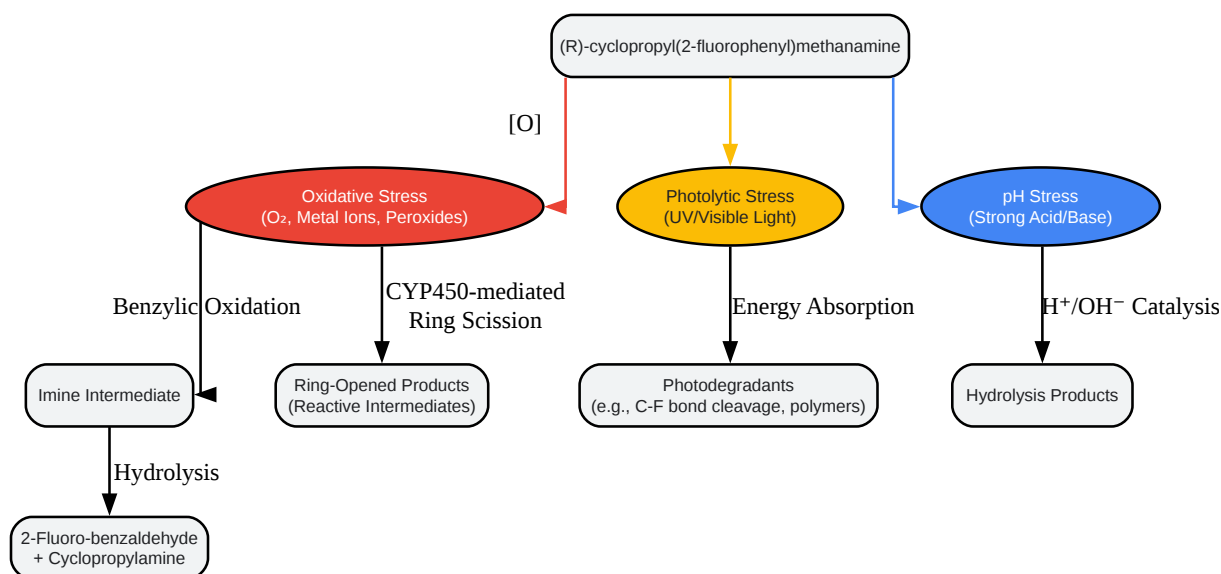 (R)-cyclopropyl(2-fluorophenyl)methanamine
[O]
Oxidative Stress
(O₂, Metal Ions, Peroxides)
Photolytic Stress
(UV/Visible Light)
pH Stress
(Strong Acid/Base)
Benzylic Oxidation
CYP450-mediated
Ring Scission
Energy Absorption
H⁺/OH⁻ Catalysis
Imine Intermediate
Ring-Opened Products
(Reactive Intermediates)
Photodegradants
(e.g., C-F bond cleavage, polymers)
Hydrolysis Products
Hydrolysis
2-Fluoro-benzaldehyde
+ Cyclopropylamine